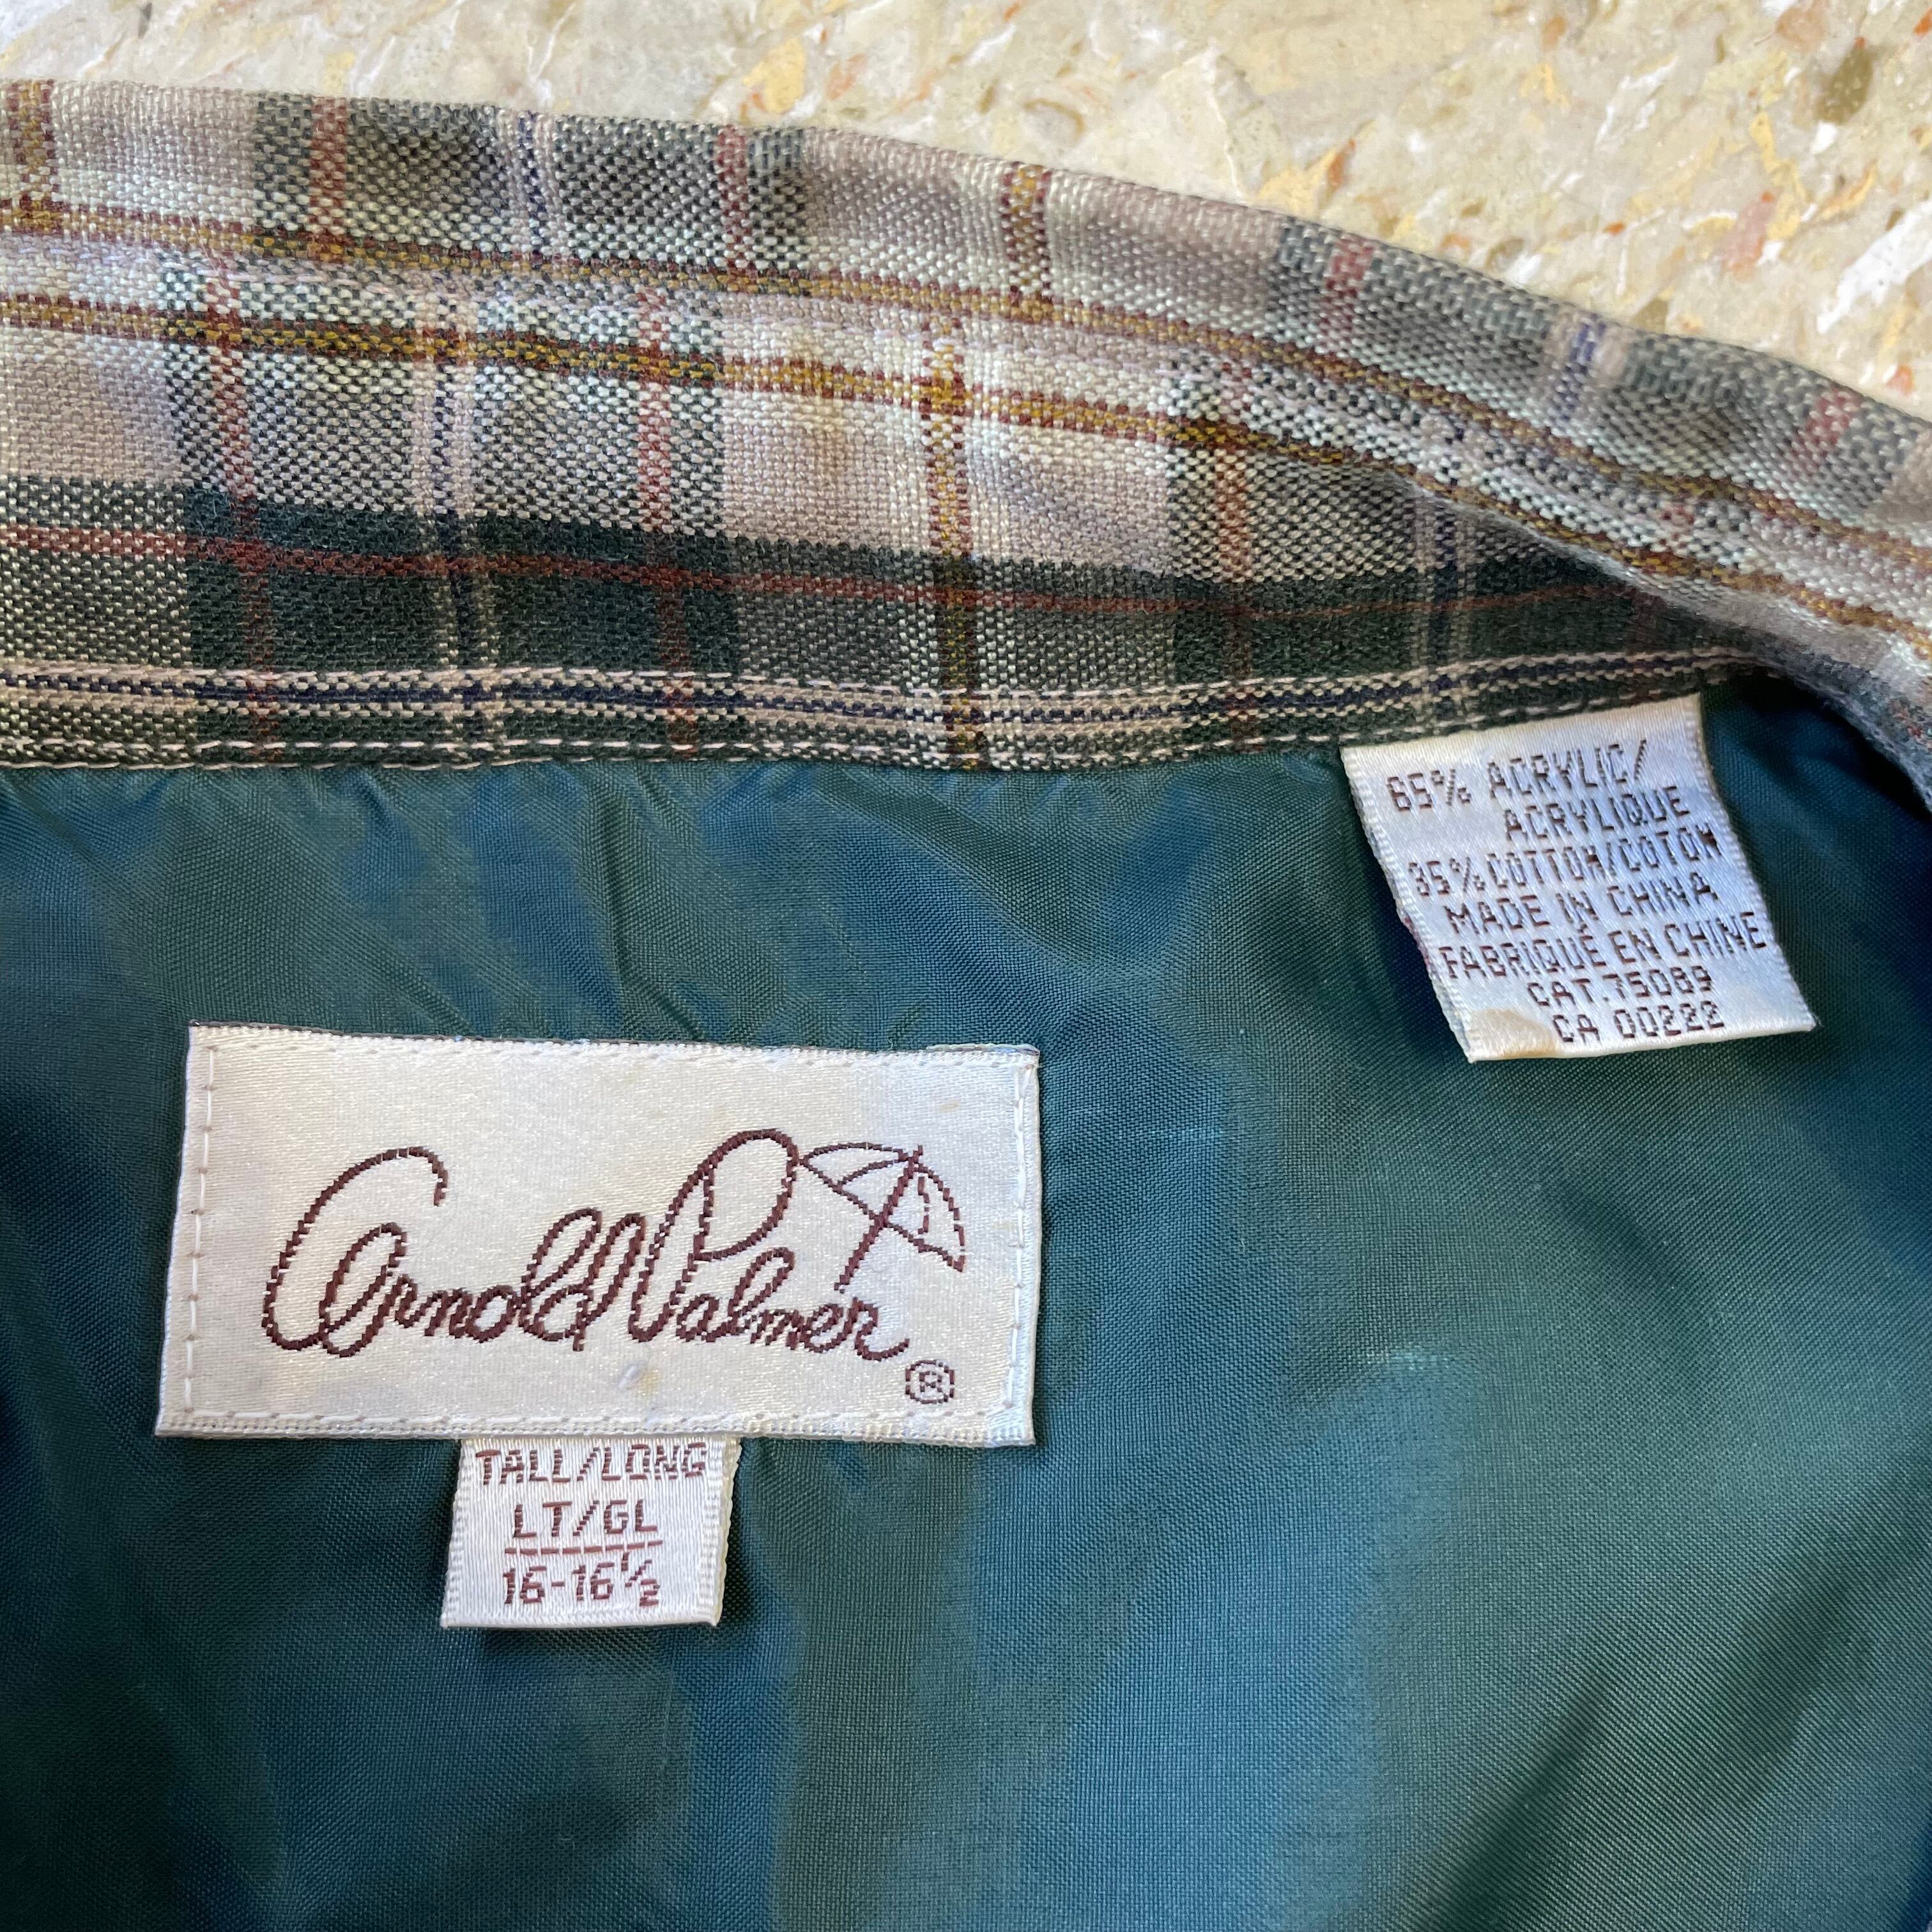 65% ACRYLIC/
ACRYLIQUE
35% COTTON/COTON
MADE IN CHINA
FABRIQUÉ EN CHINE
CAT.75089
CA 00222
Arnold Palmer
®
TALL/LONG
LT/GL
16-16½